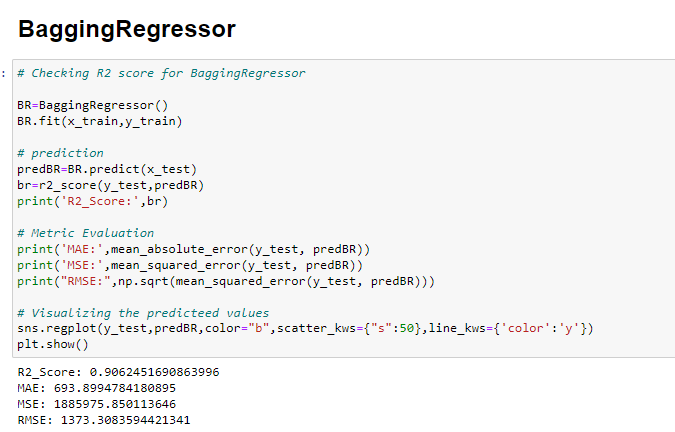 BaggingRegressor
: # Checking R2 score for BaggingRegressor
BR=BaggingRegressor()
BR.fit(x_train,y_train)
# prediction
predBR=BR.predict(x_test)
br=r2_score(y_test,predBR)
print('R2_Score:',br)
# Metric Evaluation
print('MAE:',mean_absolute_error(y_test, predBR))
print('MSE:',mean_squared_error(y_test, predBR))
print("RMSE:",np.sqrt(mean_squared_error(y_test, predBR)))
# Visualizing the predicteed values
sns.regplot(y_test,predBR,color="b",scatter_kws={"s":50},line_kws={'color':'y'})
plt.show()
R2_Score: 0.9062451690863996
MAE: 693.8994784180895
MSE: 1885975.850113646
RMSE: 1373.3083594421341